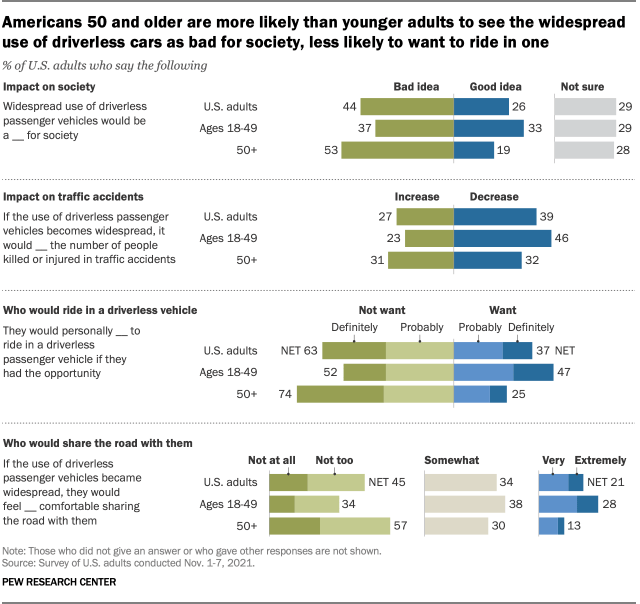 Americans 50 and older are more likely than younger adults to see the widespread
use of driverless cars as bad for society, less likely to want to ride in one
% of U.S. adults who say the following
Impact on society
Bad idea Good idea Not sure
Widespread use of driverless
passenger vehicles would be
a __ for society
U.S. adults 44 26 29
Ages 18-49 37 33 29
50+ 53 19 28
Impact on traffic accidents
Increase Decrease
If the use of driverless passenger
vehicles becomes widespread, it
would __ the number of people
killed or injured in traffic accidents
U.S. adults 27 39
Ages 18-49 23 46
50+ 31 32
Who would ride in a driverless vehicle
Not want Want
Definitely Probably Probably Definitely
They would personally __ to
ride in a driverless
passenger vehicle if they
had the opportunity
U.S. adults NET 63 37 NET
Ages 18-49 52 47
50+ 74 25
Who would share the road with them
Not at all Not too Somewhat Very Extremely
If the use of driverless
passenger vehicles became
widespread, they would
feel __ comfortable sharing
the road with them
U.S. adults NET 45 34 NET 21
Ages 18-49 34 38 28
50+ 57 30 13
Note: Those who did not give an answer or who gave other responses are not shown.
Source: Survey of U.S. adults conducted Nov. 1-7, 2021.
PEW RESEARCH CENTER